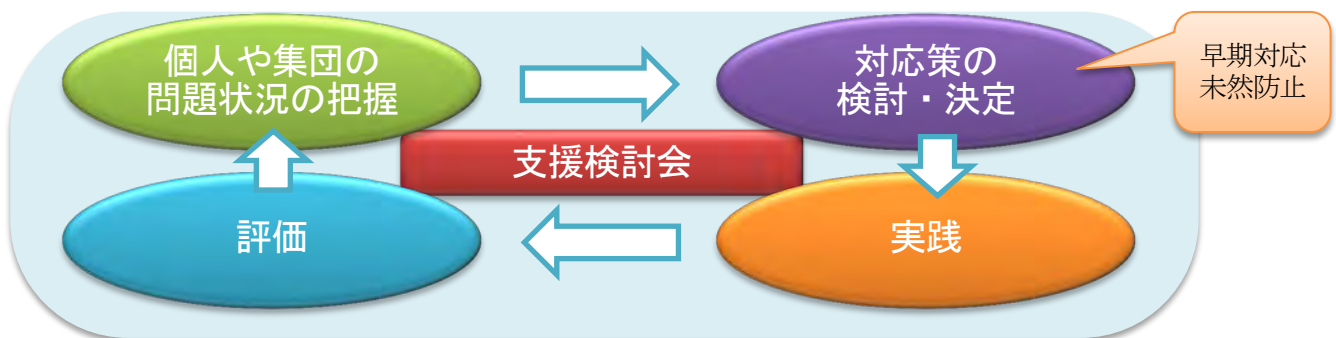 個人や集団の
問題状況の把握
対応策の
検討・決定
早期対応
未然防止
支援検討会
評価
実践